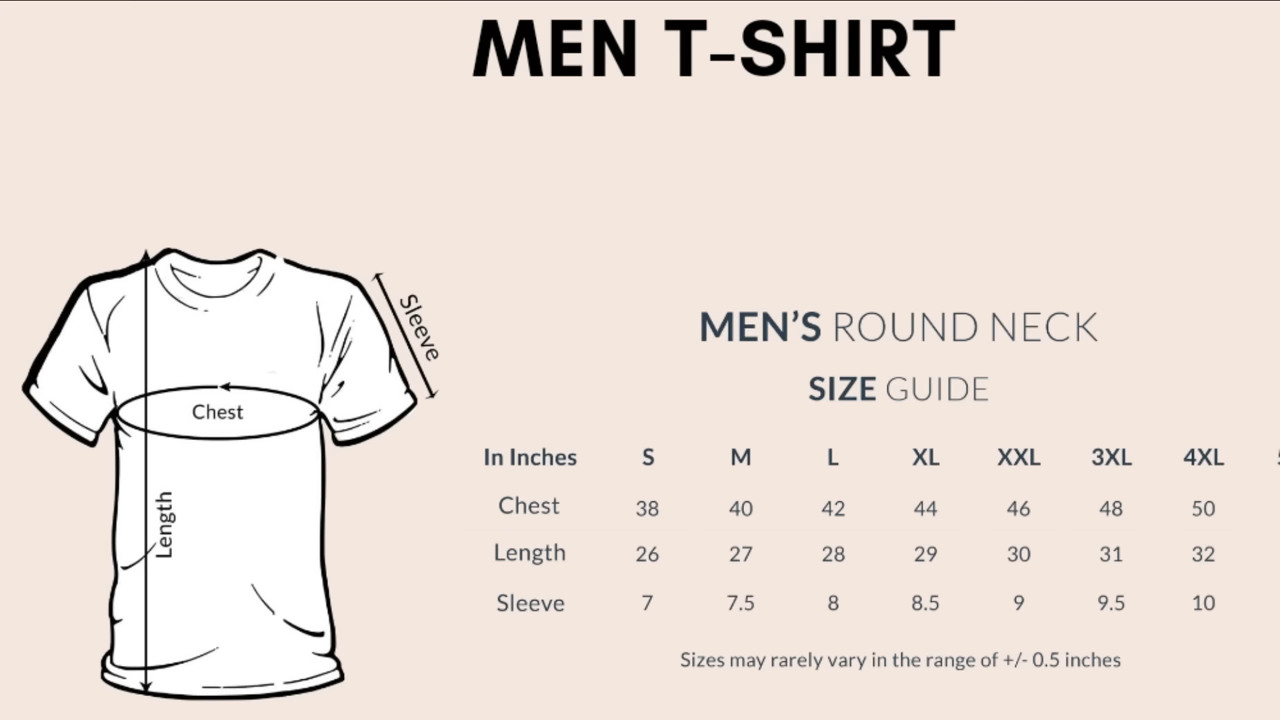 MEN T-SHIRT
Sleeve
Chest
Length
MEN’S ROUND NECK
SIZE GUIDE
In Inches S M L XL XXL 3XL 4XL
Chest 38 40 42 44 46 48 50
Length 26 27 28 29 30 31 32
Sleeve 7 7.5 8 8.5 9 9.5 10
Sizes may rarely vary in the range of +/- 0.5 inches